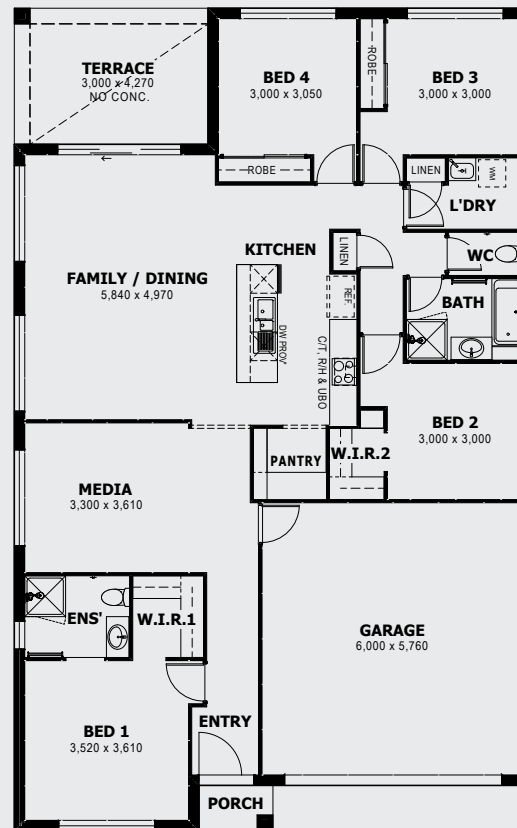 TERRACE
3,000 x 4,270
NO CONC.
BED 4
3,000 x 3,050
ROBE
BED 3
3,000 x 3,000
ROBE
LINEN
WM
L'DRY
KITCHEN
LINEN
WC
FAMILY / DINING
5,840 x 4,970
REF.
BATH
DW PROV.
C/T, R/H & UBO
BED 2
3,000 x 3,000
W.I.R.2
PANTRY
MEDIA
3,300 x 3,610
ENS'
W.I.R.1
GARAGE
6,000 x 5,760
BED 1
3,520 x 3,610
ENTRY
PORCH